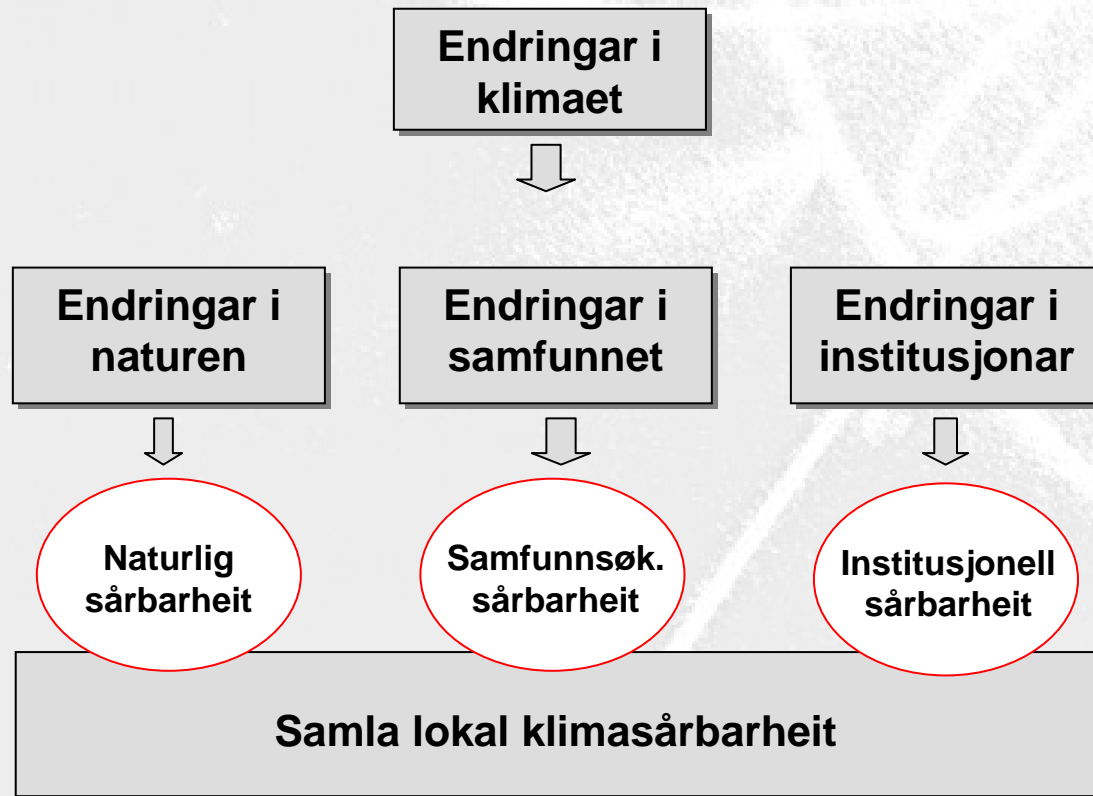 Endringar i
klimaet
Endringar i
naturen
Endringar i
samfunnet
Endringar i
institusjonar
Naturlig
sårbarheit
Samfunnsøk.
sårbarheit
Institusjonell
sårbarheit
Samla lokal klimasårbarheit